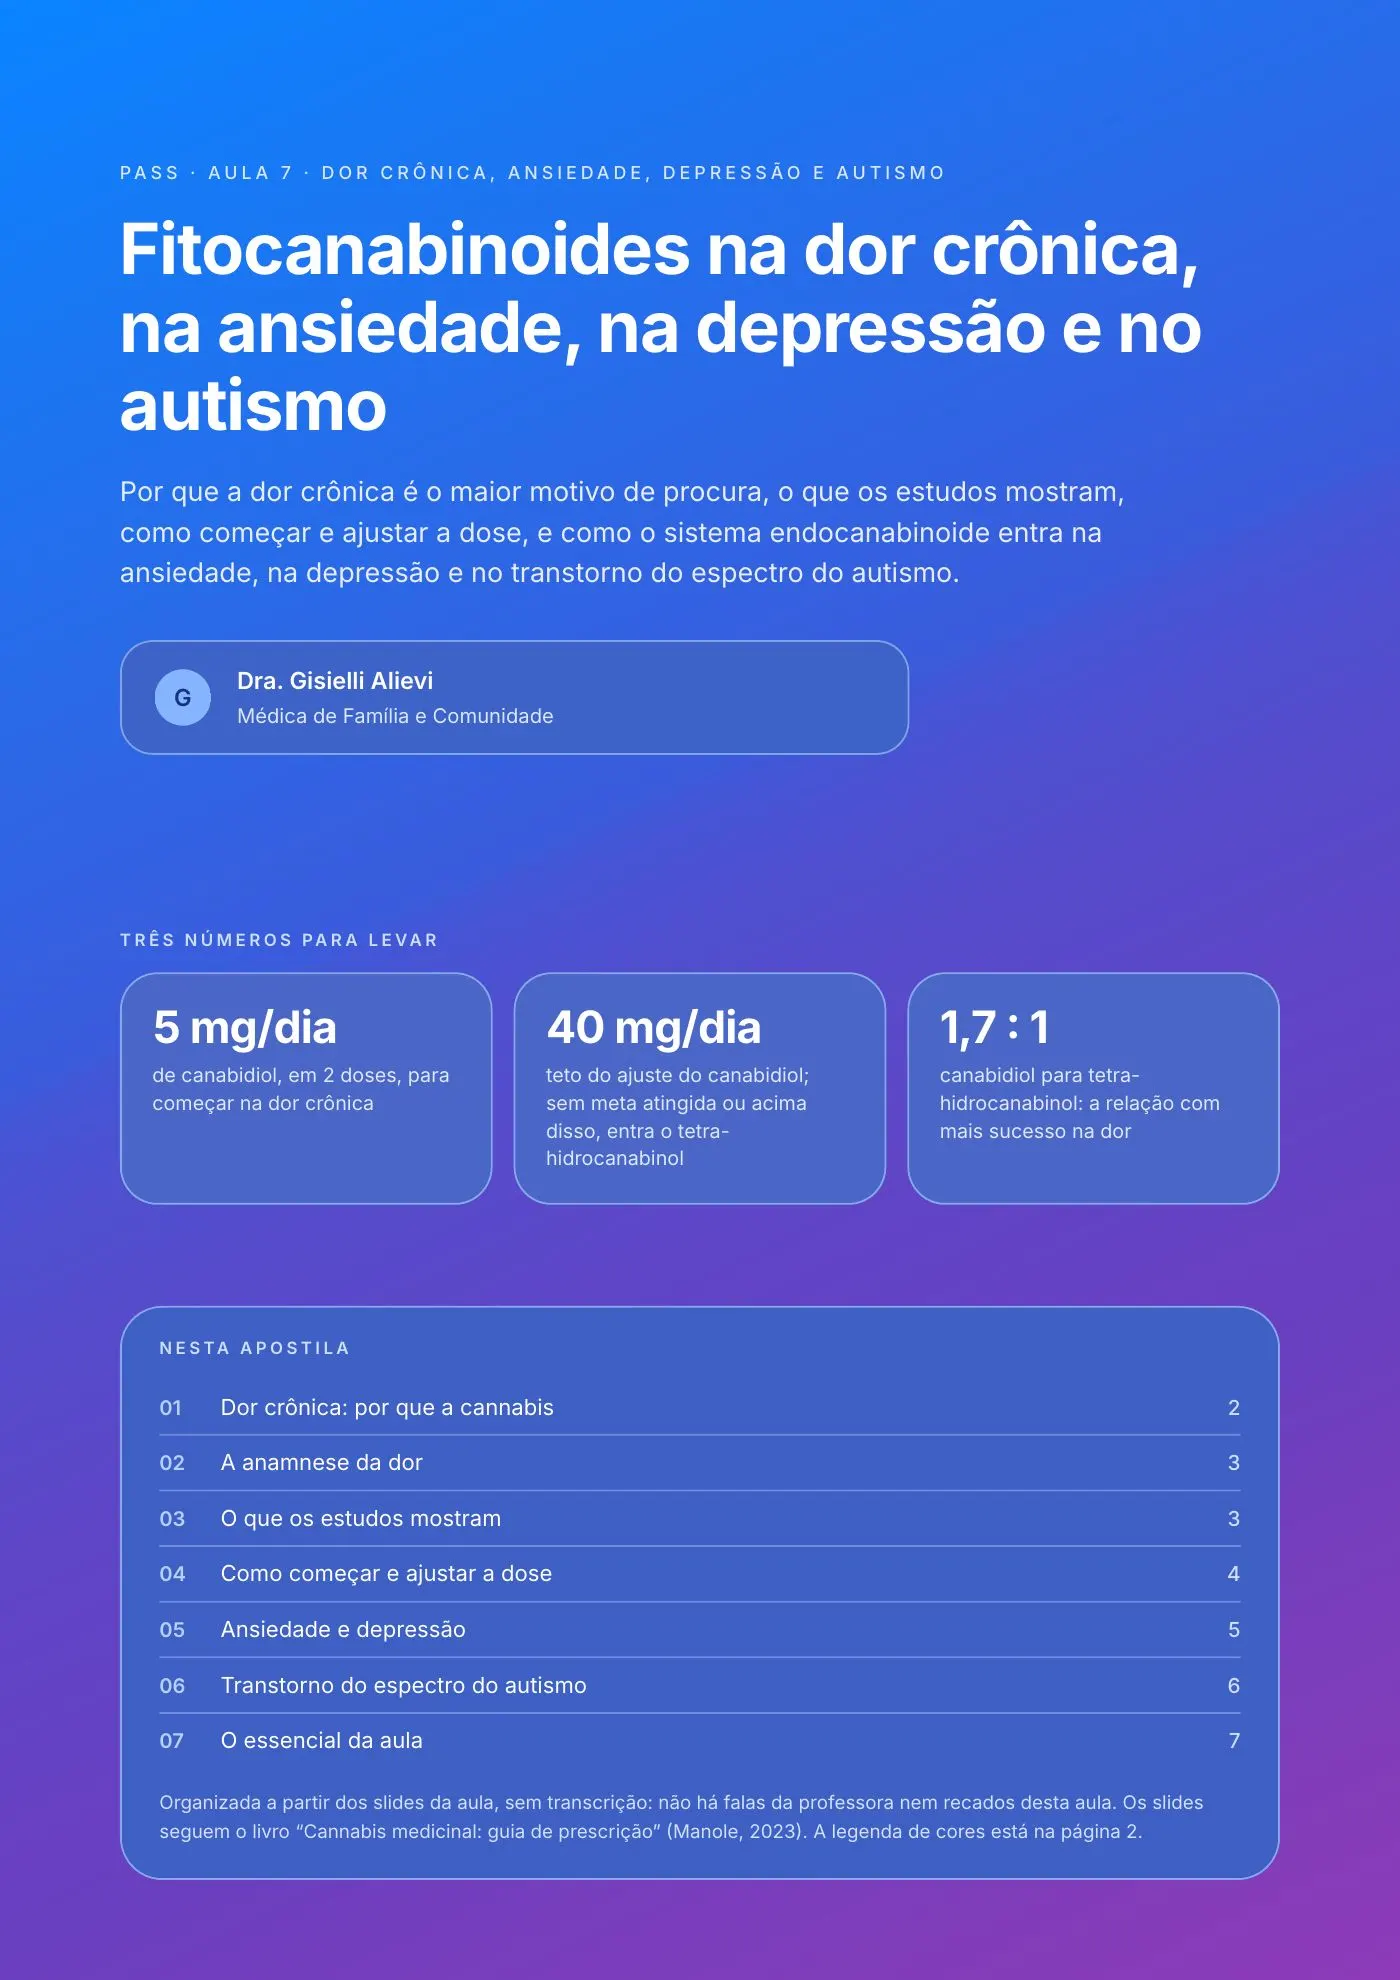 PASS · AULA 7 · DOR CRÔNICA, ANSIEDADE, DEPRESSÃO E AUTISMO
Fitocanabinoides na dor crônica,
na ansiedade, na depressão e no
autismo
Por que a dor crônica é o maior motivo de procura, o que os estudos mostram,
como começar e ajustar a dose, e como o sistema endocanabinoide entra na
ansiedade, na depressão e no transtorno do espectro do autismo.
G
Dra. Gisielli Alievi
Médica de Família e Comunidade
TRÊS NÚMEROS PARA LEVAR
5 mg/dia
de canabidiol, em 2 doses, para
começar na dor crônica
40 mg/dia
teto do ajuste do canabidiol;
sem meta atingida ou acima
disso, entra o tetra-
hidrocanabinol
1,7 : 1
canabidiol para tetra-
hidrocanabinol: a relação com
mais sucesso na dor
NESTA APOSTILA
01 Dor crônica: por que a cannabis 2
02 A anamnese da dor 3
03 O que os estudos mostram 3
04 Como começar e ajustar a dose 4
05 Ansiedade e depressão 5
06 Transtorno do espectro do autismo 6
07 O essencial da aula 7
Organizada a partir dos slides da aula, sem transcrição: não há falas da professora nem recados desta aula. Os slides
seguem o livro “Cannabis medicinal: guia de prescrição” (Manole, 2023). A legenda de cores está na página 2.